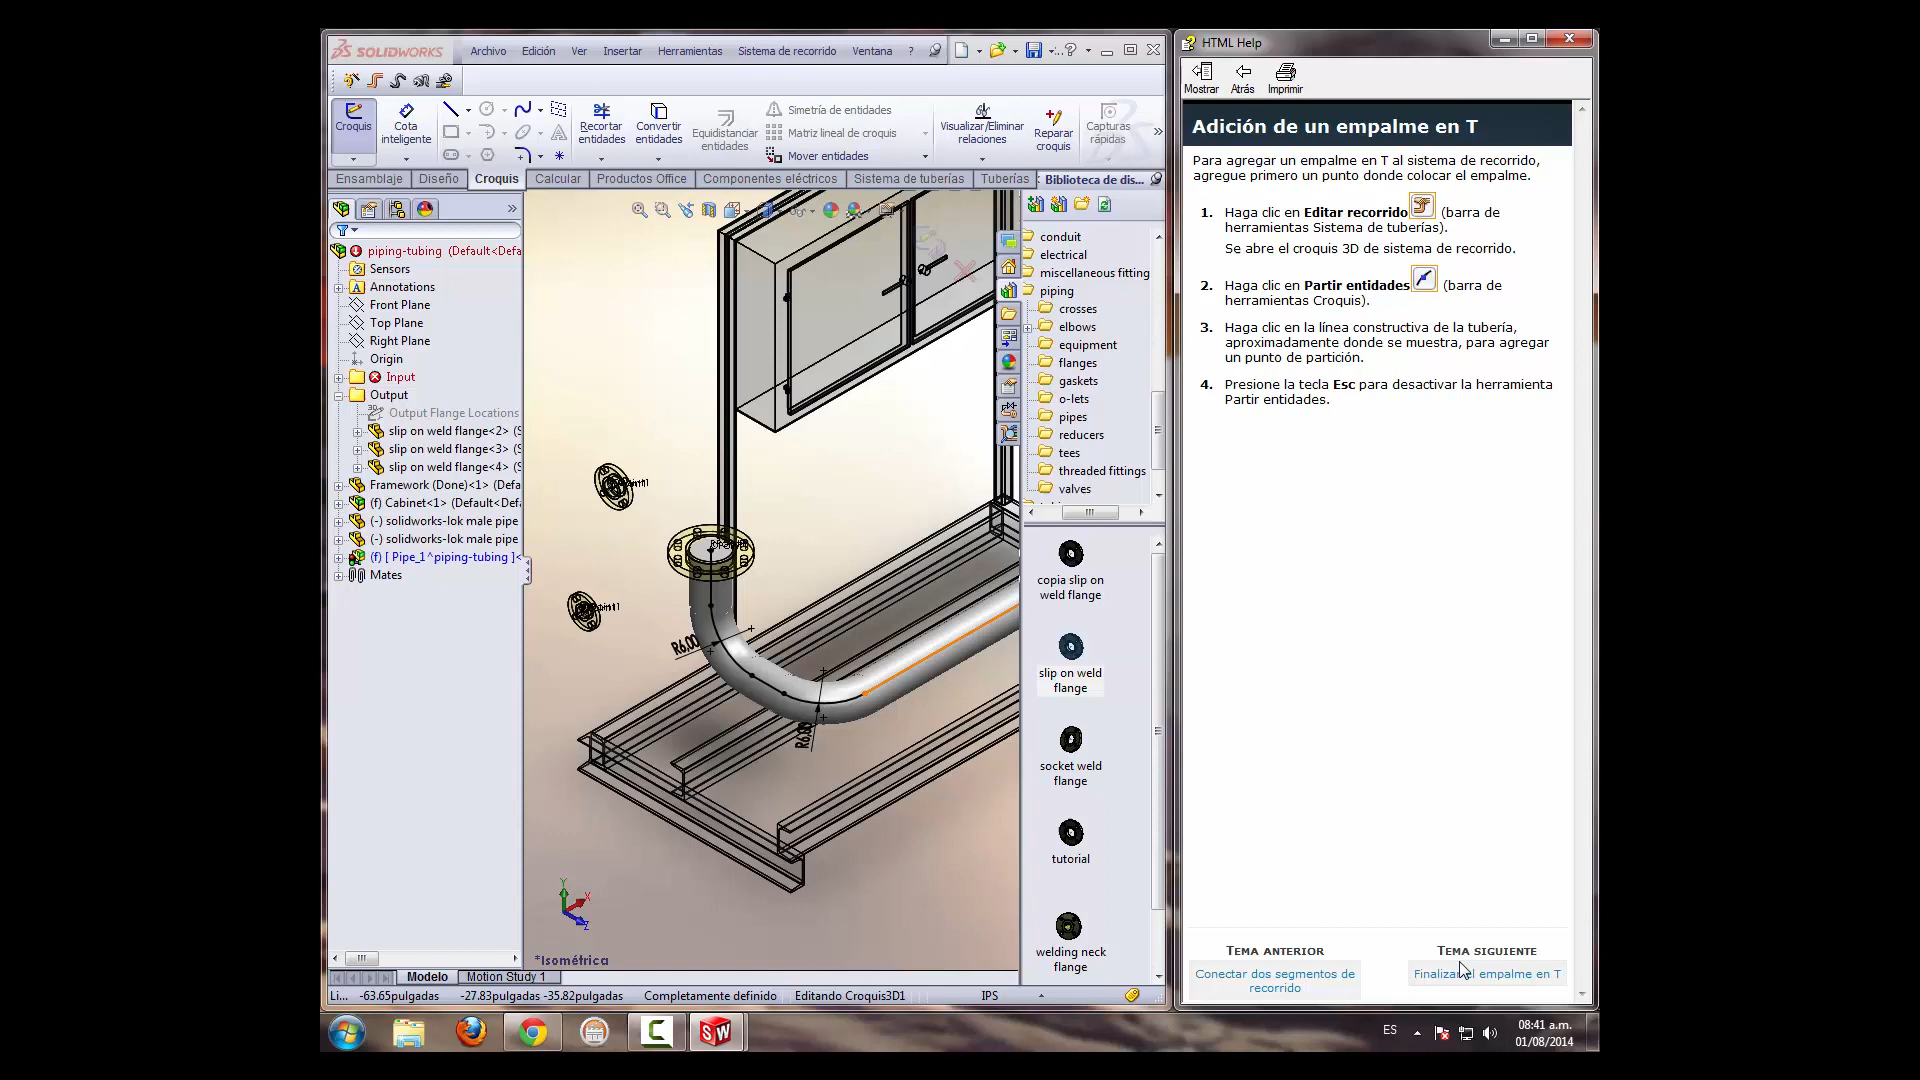 SOLIDWORKS
Archivo Edición Ver Insertar Herramientas Sistema de recorrido Ventana ?
Croquis
Cota inteligente
Recortar entidades
Convertir entidades
Equidistanciar entidades
Simetría de entidades
Matriz lineal de croquis
Mover entidades
Visualizar/Eliminar relaciones
Reparar croquis
Capturas rápidas
Ensamblaje Diseño Croquis Calcular Productos Office Componentes eléctricos Sistema de tuberías Tuberías
piping-tubing (Default<Defa
Sensors
Annotations
Front Plane
Top Plane
Right Plane
Origin
Input
Output
Output Flange Locations
slip on weld flange<2> (S
slip on weld flange<3> (S
slip on weld flange<4> (S
Framework (Done)<1> (Defa
(f) Cabinet<1> (Default<Def
(-) solidworks-lok male pipe
(-) solidworks-lok male pipe
(f) [ Pipe_1^piping-tubing ]<
Mates
R6,00
R6,00
Y
X
Z
*Isométrica
Biblioteca de dis...
conduit
electrical
miscellaneous fitting
piping
crosses
elbows
equipment
flanges
gaskets
o-lets
pipes
reducers
tees
threaded fittings
valves
copia slip on weld flange
slip on weld flange
socket weld flange
tutorial
welding neck flange
Modelo Motion Study 1
Lí... -63.65pulgadas -27.83pulgadas -35.82pulgadas Completamente definido Editando Croquis3D1 IPS
HTML Help
Mostrar Atrás Imprimir
Adición de un empalme en T
Para agregar un empalme en T al sistema de recorrido,
agregue primero un punto donde colocar el empalme.
1. Haga clic en Editar recorrido (barra de
herramientas Sistema de tuberías).
Se abre el croquis 3D de sistema de recorrido.
2. Haga clic en Partir entidades (barra de
herramientas Croquis).
3. Haga clic en la línea constructiva de la tubería,
aproximadamente donde se muestra, para agregar
un punto de partición.
4. Presione la tecla Esc para desactivar la herramienta
Partir entidades.
TEMA ANTERIOR
Conectar dos segmentos de
recorrido
TEMA SIGUIENTE
Finalizar el empalme en T
ES
08:41 a.m.
01/08/2014